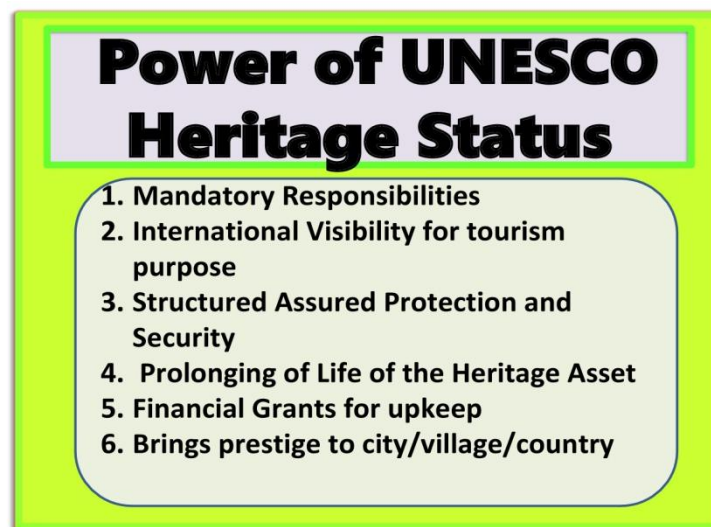 Power of UNESCO
Heritage Status
1. Mandatory Responsibilities
2. International Visibility for tourism
purpose
3. Structured Assured Protection and
Security
4. Prolonging of Life of the Heritage Asset
5. Financial Grants for upkeep
6. Brings prestige to city/village/country